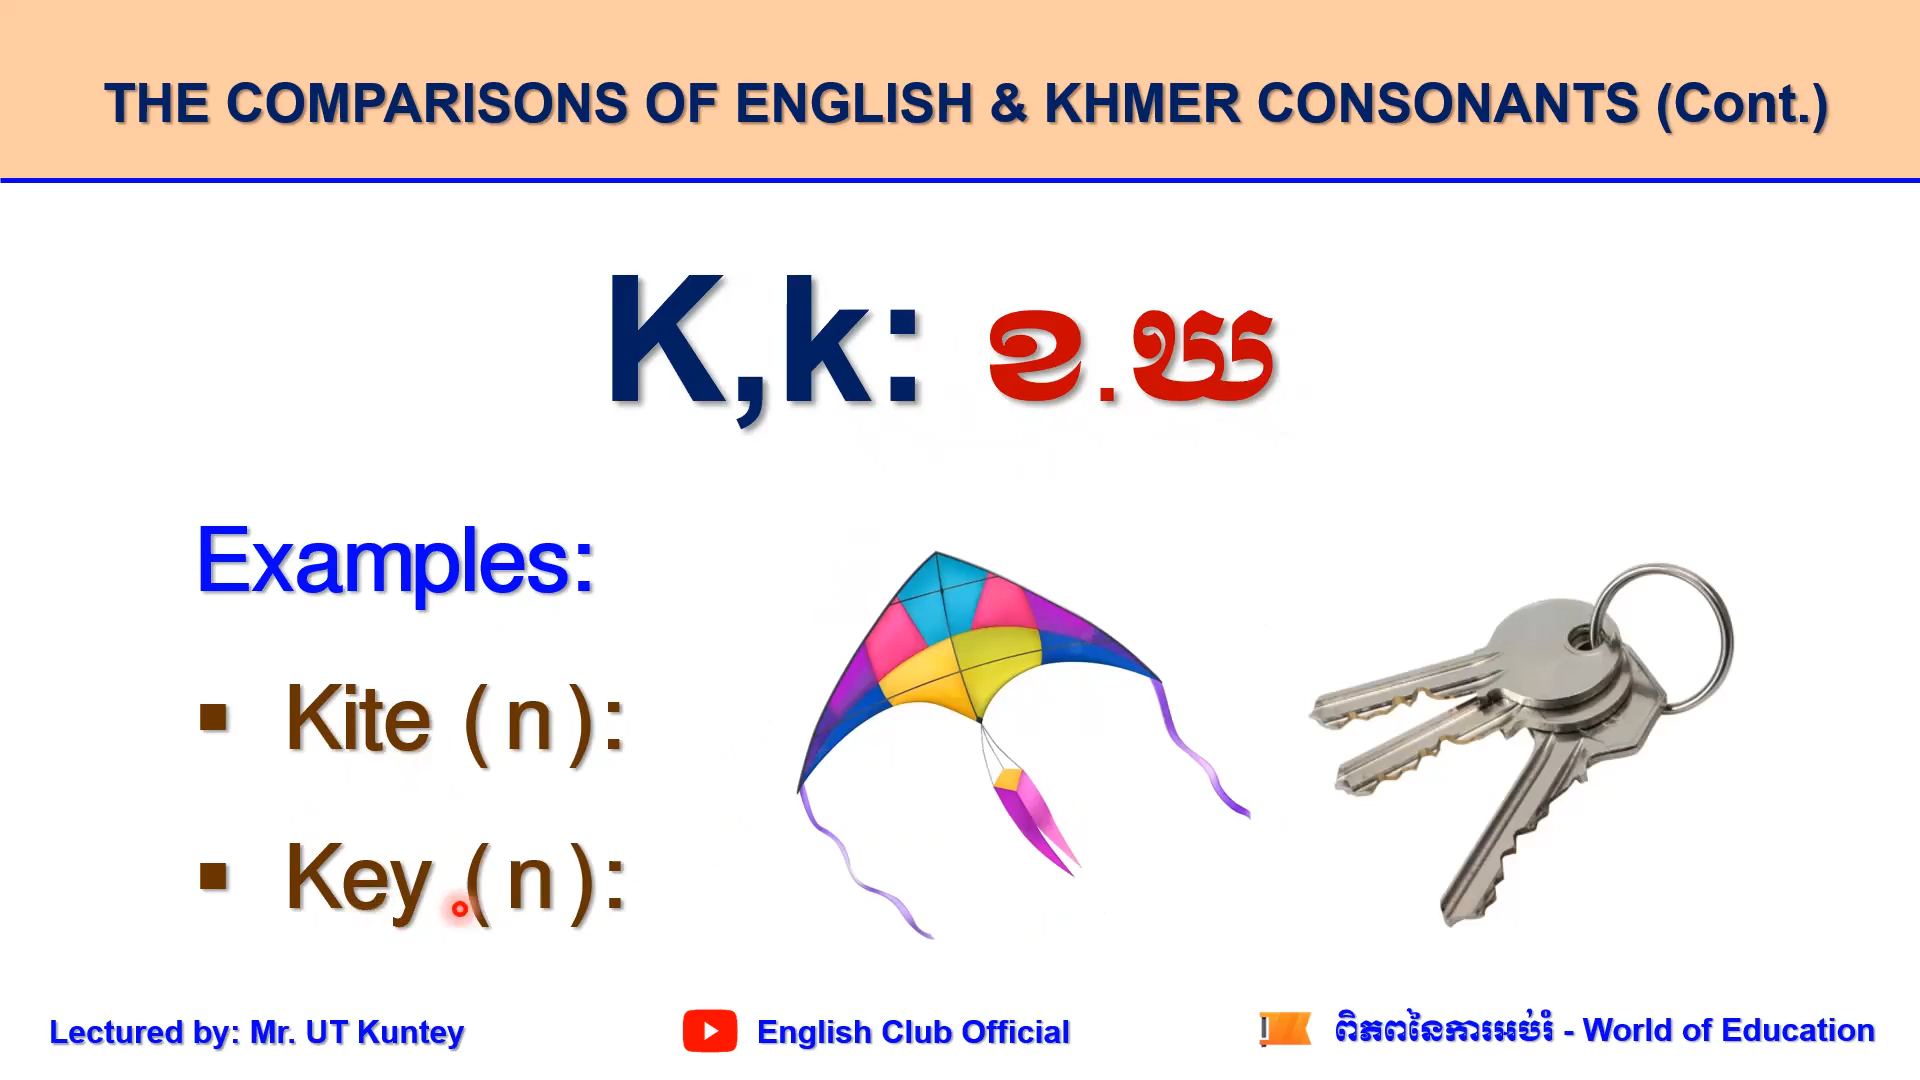 THE COMPARISONS OF ENGLISH & KHMER CONSONANTS (Cont.)
K,k: ខ.ឃ
Examples:
▪ Kite (n):
▪ Key (n):
Lectured by: Mr. UT Kuntey
English Club Official
ពិភពនៃការអប់រំ - World of Education